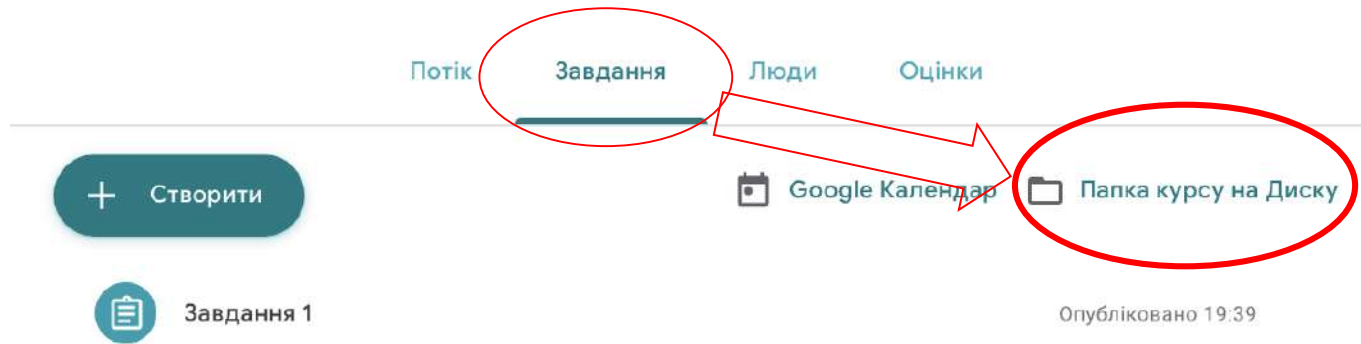 Потік Завдання Люди Оцінки
Створити Google Календар Папка курсу на Диску
Завдання 1 Опубліковано 19:39